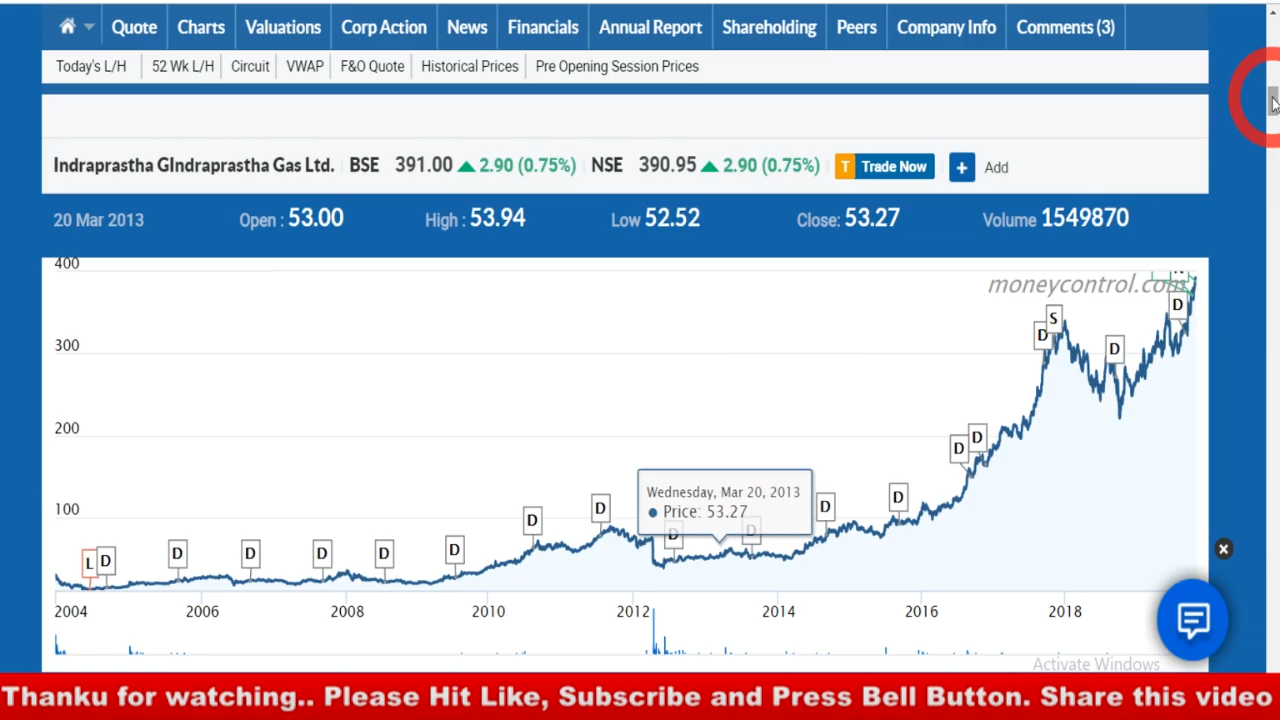 Quote Charts Valuations Corp Action News Financials Annual Report Shareholding Peers Company Info Comments (3)
Today's L/H 52 Wk L/H Circuit VWAP F&O Quote Historical Prices Pre Opening Session Prices
Indraprastha GIndraprastha Gas Ltd. BSE 391.00 2.90 (0.75%) NSE 390.95 2.90 (0.75%) T Trade Now + Add
20 Mar 2013 Open : 53.00 High : 53.94 Low 52.52 Close: 53.27 Volume 1549870
400
moneycontrol.com
D
S
D D
300
D
200
D
D
Wednesday, Mar 20, 2013
Price: 53.27
100
D D D D D
D D
L D D D D D D
2004 2006 2008 2010 2012 2014 2016 2018
Activate Windows
Thanku for watching.. Please Hit Like, Subscribe and Press Bell Button. Share this video